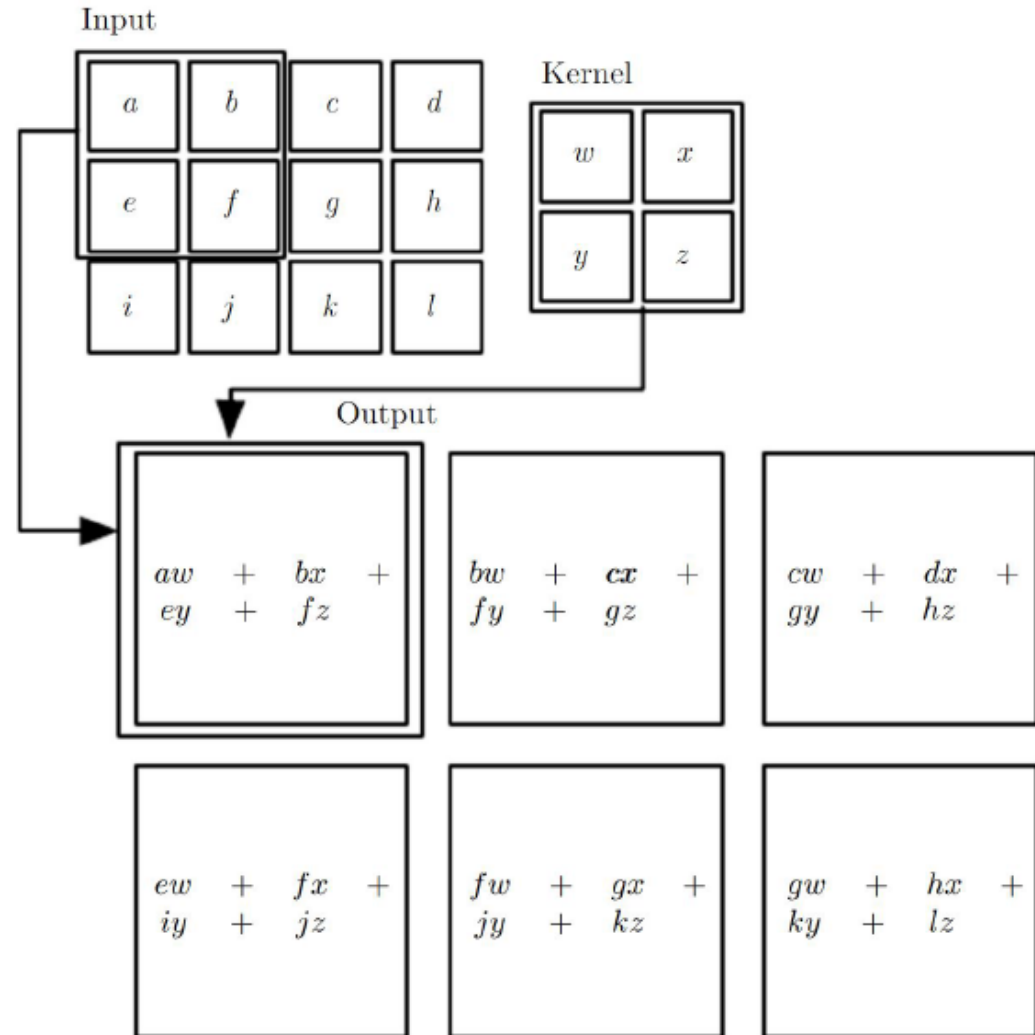 Input
a b c d
e f g h
i j k l
Kernel
w x
y z
Output
aw + bx +
ey + fz
bw + cx +
fy + gz
cw + dx +
gy + hz
ew + fx +
iy + jz
fw + gx +
jy + kz
gw + hx +
ky + lz